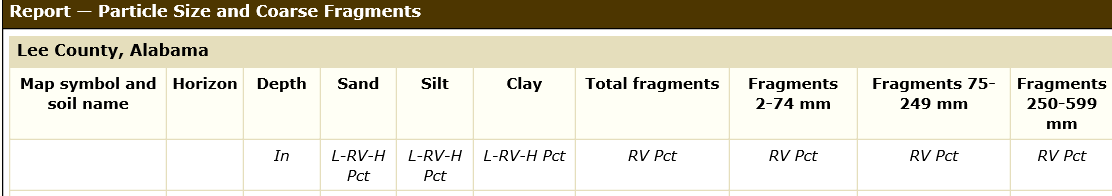 Report — Particle Size and Coarse Fragments
Lee County, Alabama
Map symbol and soil name Horizon Depth Sand Silt Clay Total fragments Fragments 2-74 mm Fragments 75-249 mm Fragments 250-599 mm
In L-RV-H Pct L-RV-H Pct L-RV-H Pct RV Pct RV Pct RV Pct RV Pct